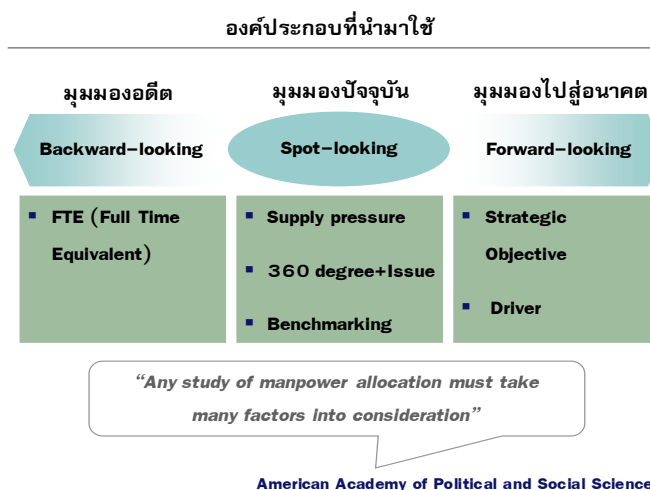 องค์ประกอบที่นำมาใช้
มุมมองอดีต
มุมมองปัจจุบัน
มุมมองไปสู่อนาคต
Backward-looking
Spot-looking
Forward-looking
▪ FTE (Full Time
Equivalent)
▪ Supply pressure
▪ 360 degree+Issue
▪ Benchmarking
▪ Strategic
Objective
▪ Driver
“Any study of manpower allocation must take
many factors into consideration”
American Academy of Political and Social Science